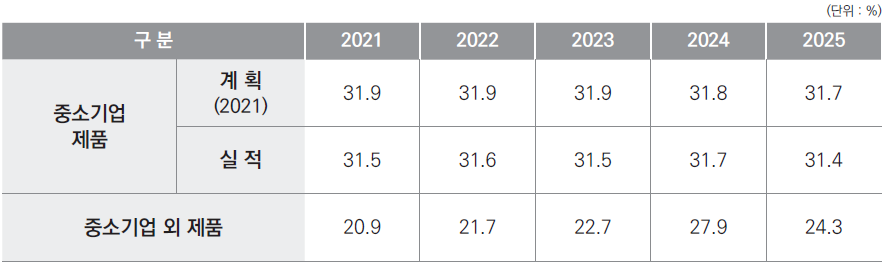 (단위 : %)
구 분 2021 2022 2023 2024 2025
중소기업 제품 계 획 (2021) 31.9 31.9 31.9 31.8 31.7
실 적 31.5 31.6 31.5 31.7 31.4
중소기업 외 제품 20.9 21.7 22.7 27.9 24.3